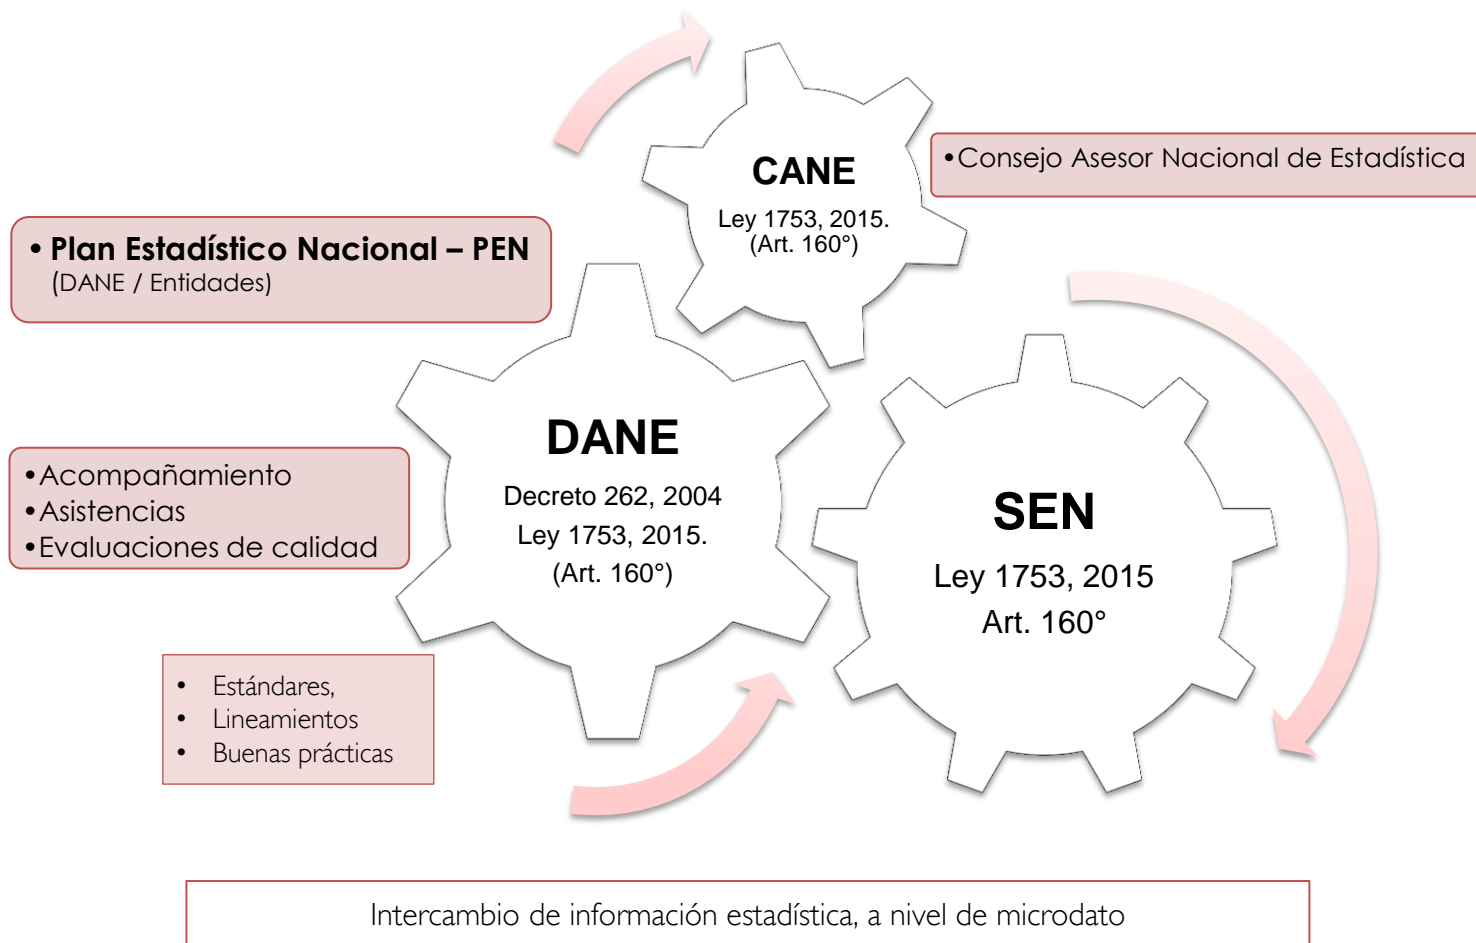 CANE
Ley 1753, 2015.
(Art. 160°)
•Consejo Asesor Nacional de Estadística
• Plan Estadístico Nacional – PEN
(DANE / Entidades)
DANE
Decreto 262, 2004
Ley 1753, 2015.
(Art. 160°)
•Acompañamiento
•Asistencias
•Evaluaciones de calidad
SEN
Ley 1753, 2015
Art. 160°
• Estándares,
• Lineamientos
• Buenas prácticas
Intercambio de información estadística, a nivel de microdato